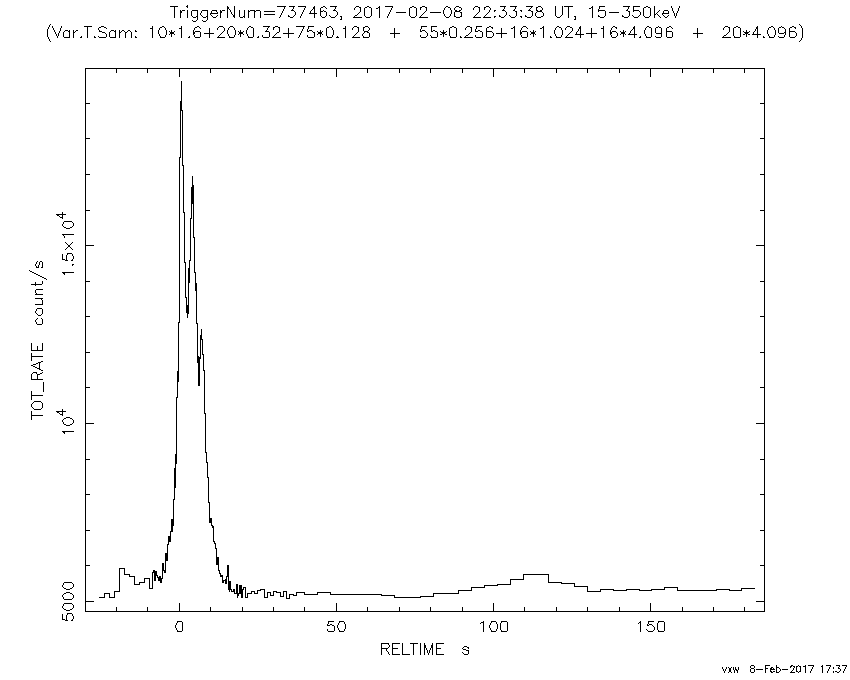 TriggerNum=737463, 2017-02-08 22:33:38 UT, 15-350keV
(Var.T.Sam: 10*1.6+20*0.32+75*0.128 + 55*0.256+16*1.024+16*4.096 + 20*4.096)
TOT_RATE count/s
1.5×10⁴
10⁴
5000
0 50 100 150
RELTIME s
vxw 8-Feb-2017 17:37